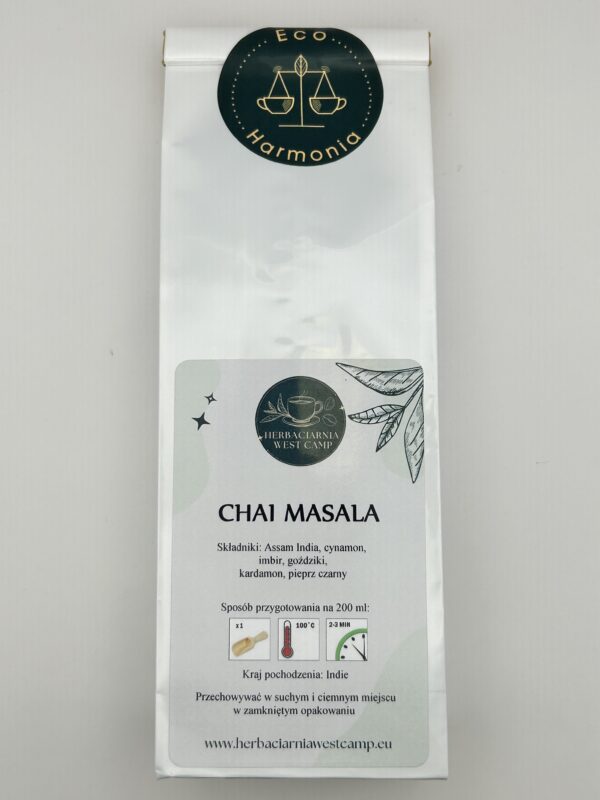 Eco
Harmonia
HERBACIARNIA
WEST CAMP
CHAI MASALA
Składniki: Assam India, cynamon,
imbir, goździki,
kardamon, pieprz czarny
Sposób przygotowania na 200 ml:
x1 100°C 2-3 MIN
Kraj pochodzenia: Indie
Przechowywać w suchym i ciemnym miejscu
w zamkniętym opakowaniu
www.herbaciarniawestcamp.eu